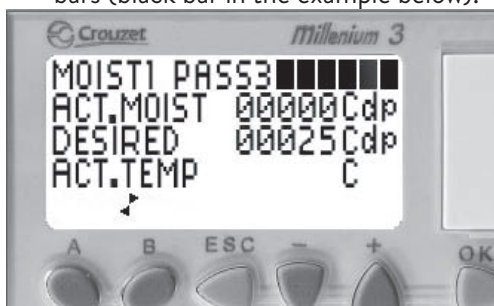 bars (black bar in the example below).
Crouzet Millenium 3
MOIST1 PASS3
ACT.MOIST 00000Cdp
DESIRED 00025Cdp
ACT.TEMP C
A B ESC - + OK